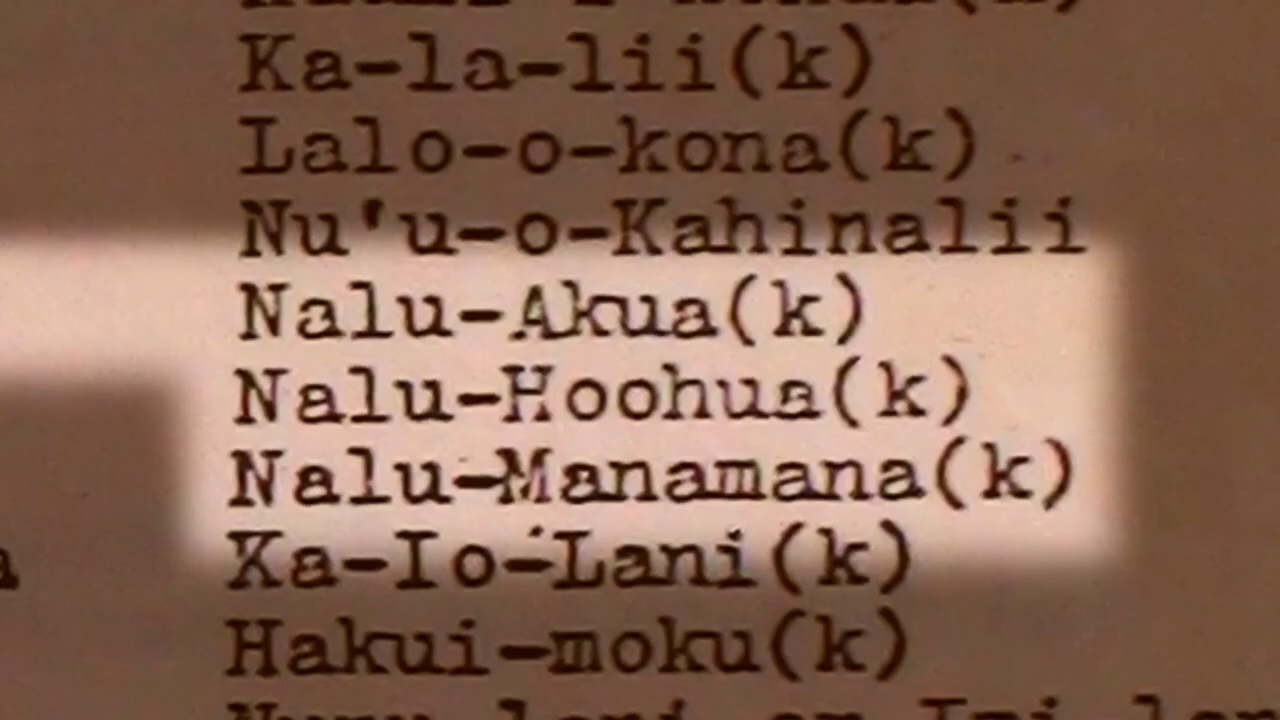 Ka-la-lii(k)
Lalo-o-kona(k)
Nu'u-o-Kahinalii
Nalu-Akua(k)
Nalu-Hoohua(k)
Nalu-Manamana(k)
Ka-Io-Lani(k)
Hakui-moku(k)